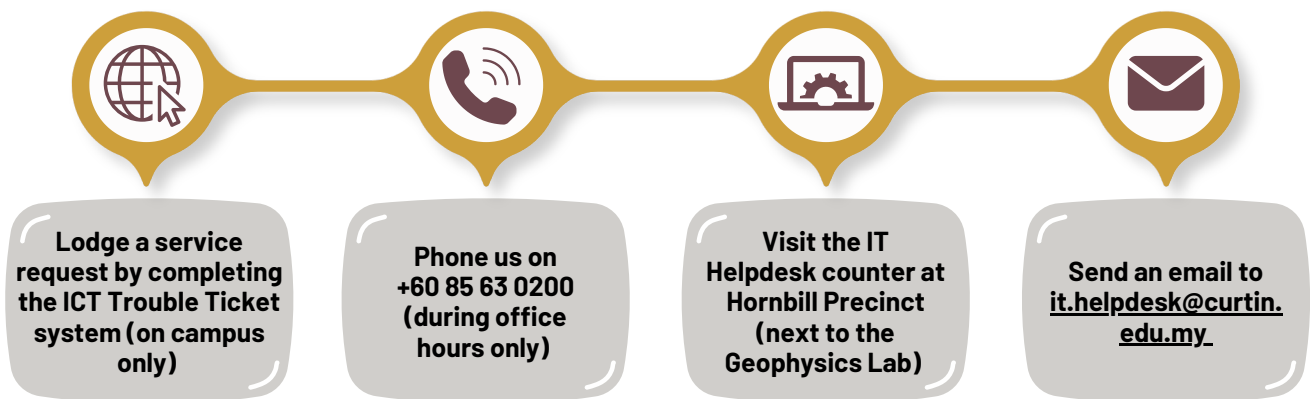 Lodge a service
request by completing
the ICT Trouble Ticket
system (on campus
only)
Phone us on
+60 85 63 0200
(during office
hours only)
Visit the IT
Helpdesk counter at
Hornbill Precinct
(next to the
Geophysics Lab)
Send an email to
it.helpdesk@curtin.
edu.my